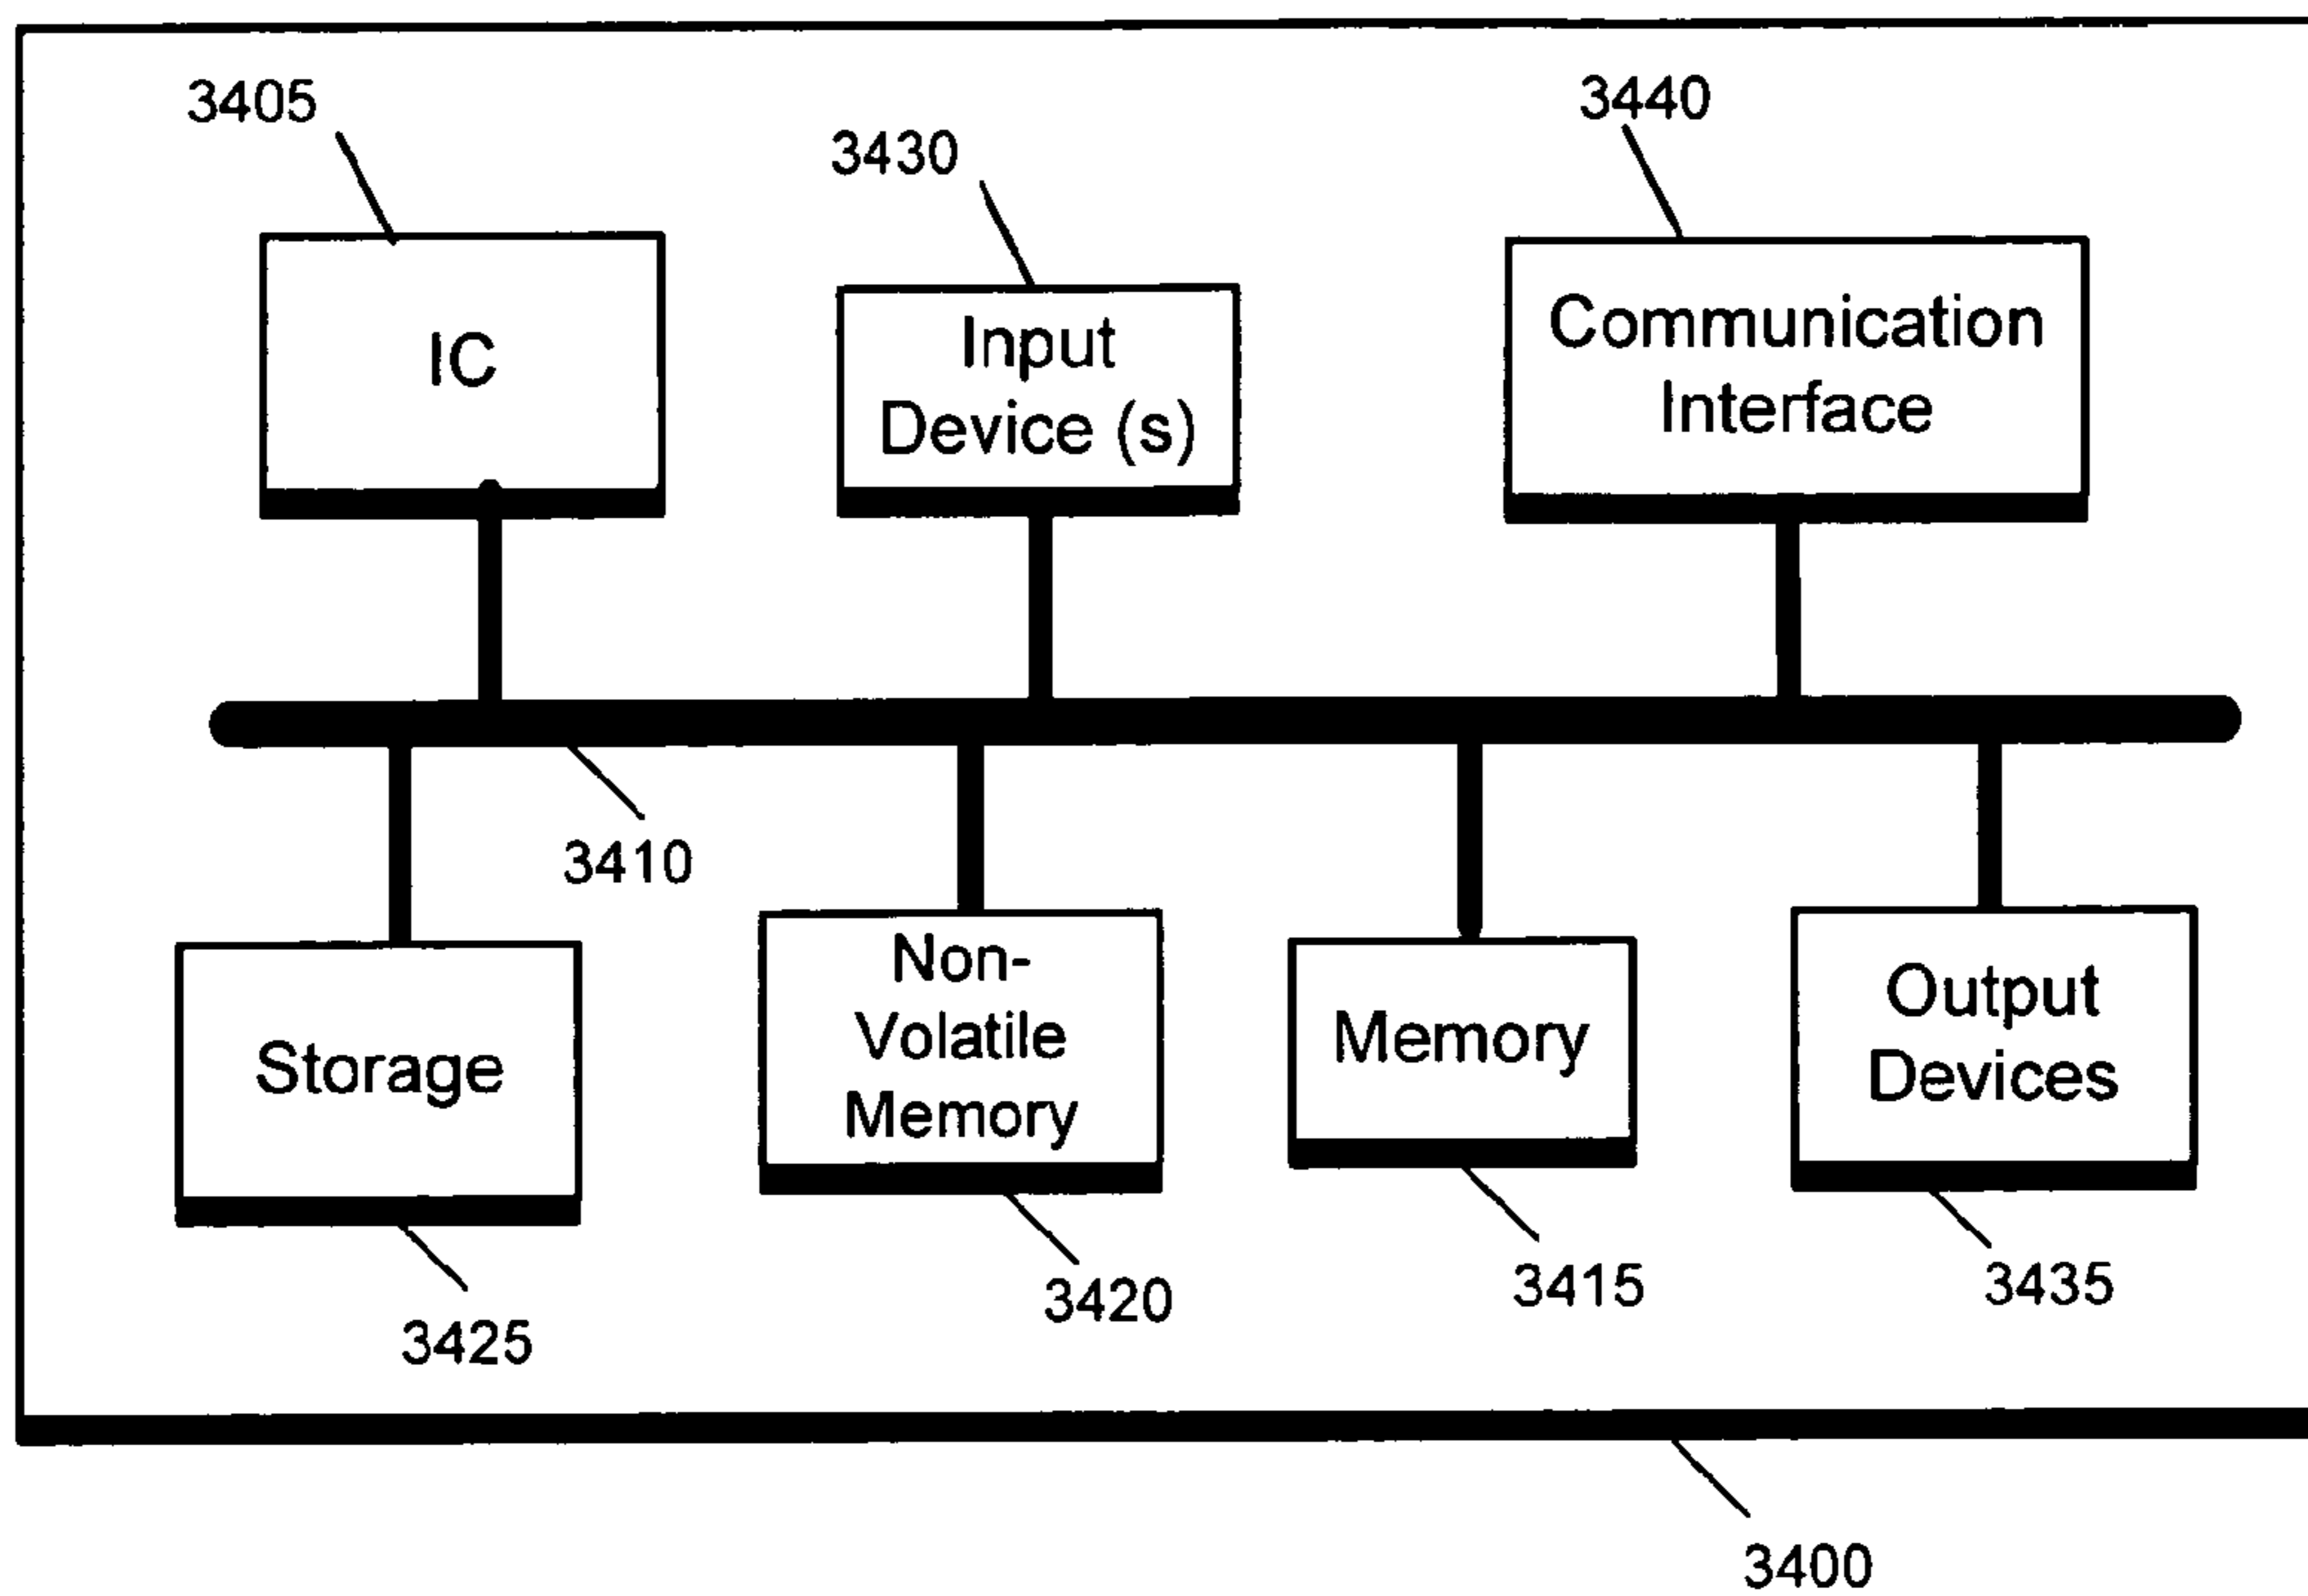 3405
3440
3430
IC
Input
Device (s)
Communication
Interface
3410
Storage
Non-
Volatile
Memory
Memory
Output
Devices
3425
3420
3415
3435
3400